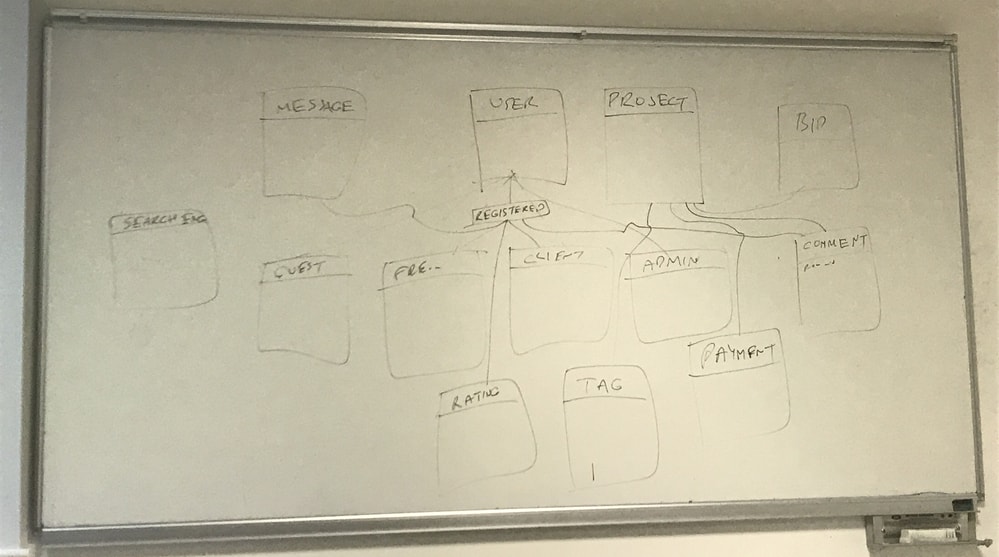 MESSAGE
USER
PROJECT
BID
SEARCH ENG
REGISTERED
GUEST
FRE...
CLIENT
ADMIN
COMMENT
RATING
TAG
PAYMENT